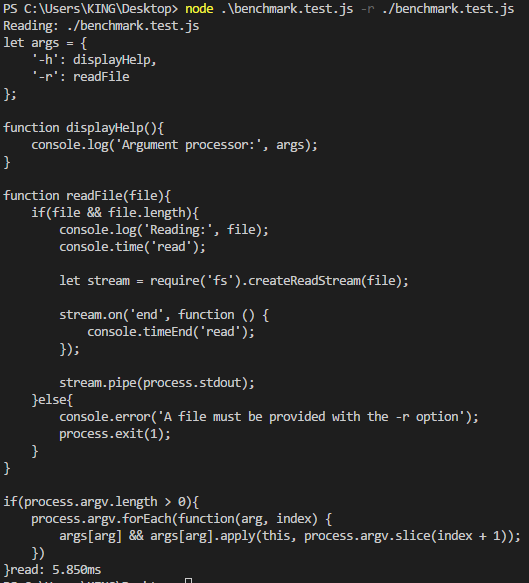 PS C:\Users\KING\Desktop> node .\benchmark.test.js -r ./benchmark.test.js
Reading: ./benchmark.test.js
let args = {
    '-h': displayHelp,
    '-r': readFile
};

function displayHelp(){
    console.log('Argument processor:', args);
}

function readFile(file){
    if(file && file.length){
        console.log('Reading:', file);
        console.time('read');

        let stream = require('fs').createReadStream(file);

        stream.on('end', function () {
            console.timeEnd('read');
        });

        stream.pipe(process.stdout);
    }else{
        console.error('A file must be provided with the -r option');
        process.exit(1);
    }
}

if(process.argv.length > 0){
    process.argv.forEach(function(arg, index) {
        args[arg] && args[arg].apply(this, process.argv.slice(index + 1));
    })
}read: 5.850ms